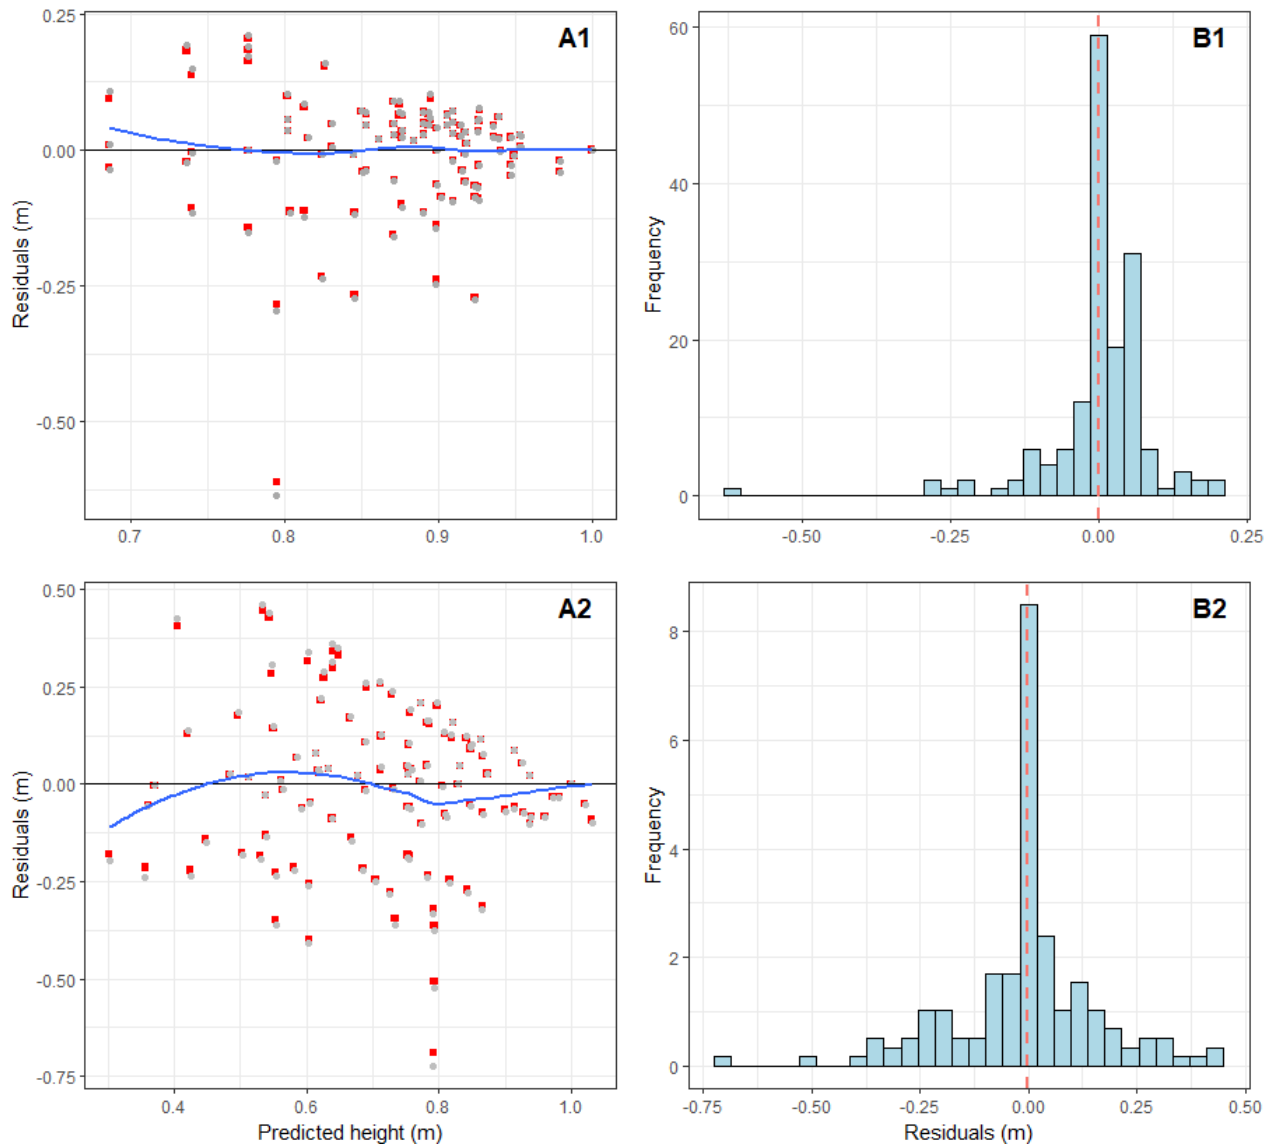 A1
Residuals (m)
0.25
0.00
-0.25
-0.50
0.7 0.8 0.9 1.0
B1
Frequency
60
40
20
0
-0.50 -0.25 0.00 0.25
A2
Residuals (m)
0.50
0.25
0.00
-0.25
-0.50
-0.75
0.4 0.6 0.8 1.0
Predicted height (m)
B2
Frequency
8
6
4
2
0
-0.75 -0.50 -0.25 0.00 0.25 0.50
Residuals (m)